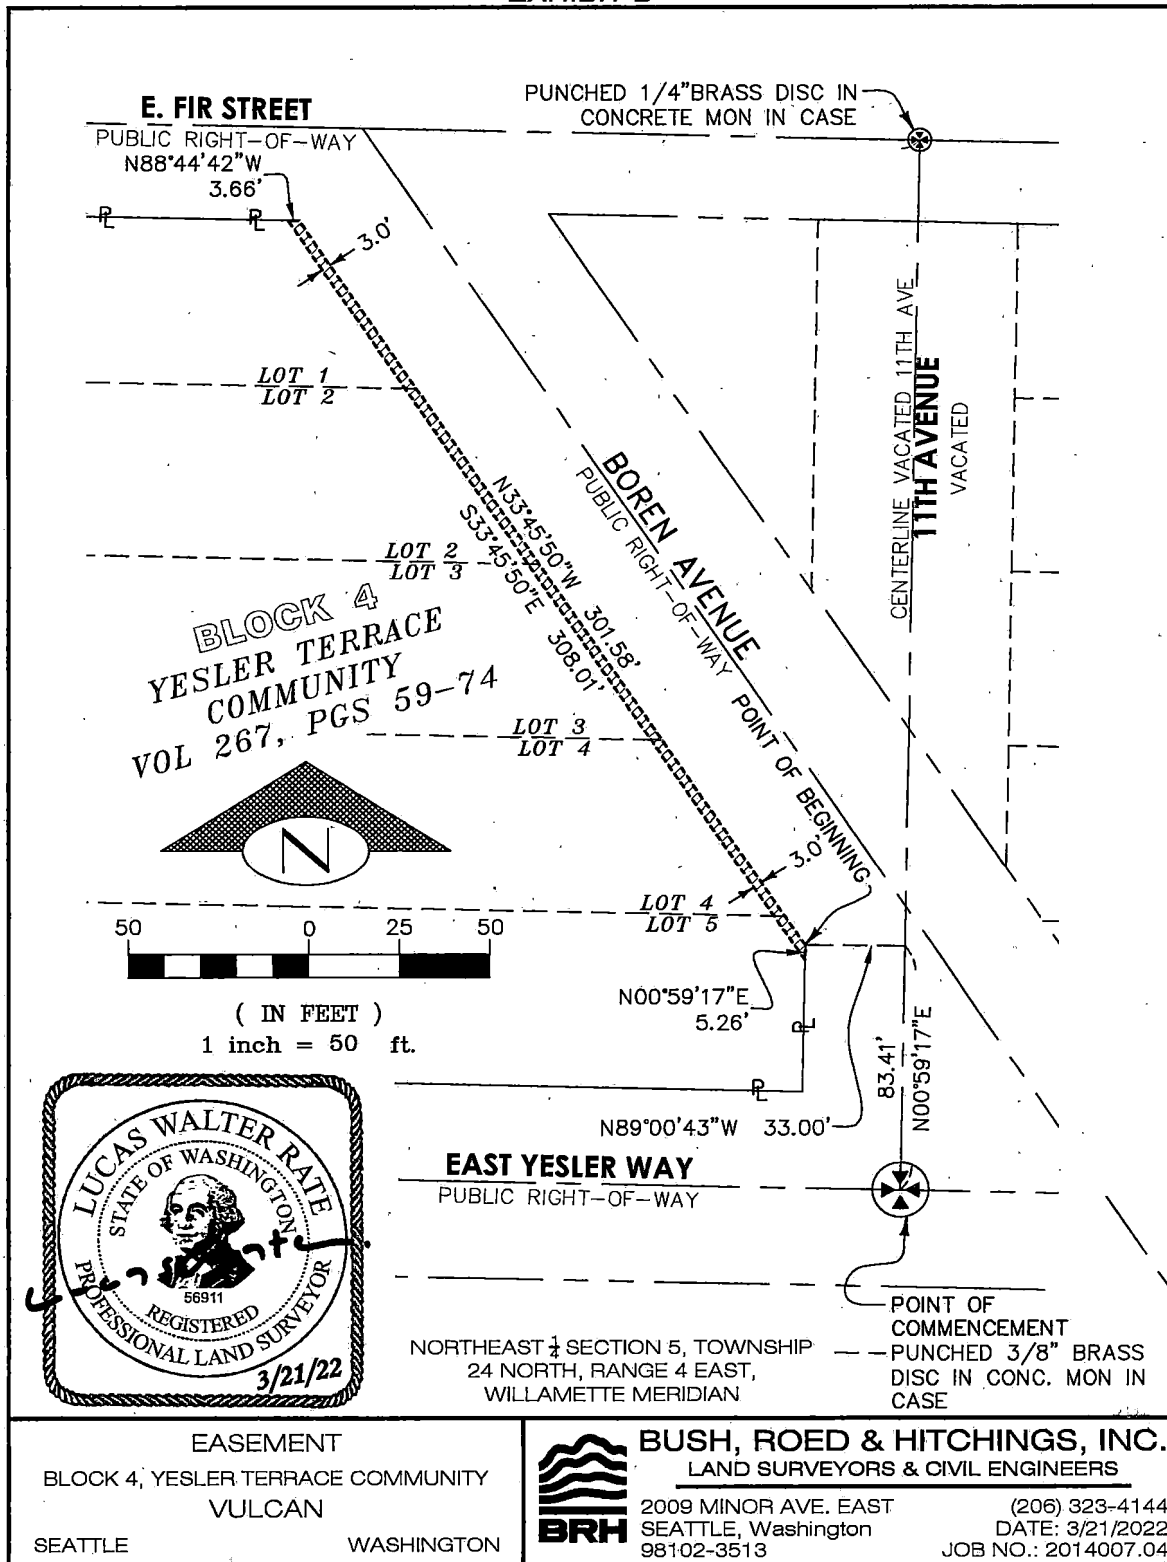 E. FIR STREET
PUBLIC RIGHT-OF-WAY
N88°44'42"W
3.66'
PUNCHED 1/4"BRASS DISC IN
CONCRETE MON IN CASE
PL
PL
3.0'
LOT 1
LOT 2
CENTERLINE VACATED 11TH AVE
11TH AVENUE
VACATED
BOREN AVENUE
PUBLIC RIGHT-OF-WAY
N33°45'50"W 301.58'
S33°45'50"E 308.01'
LOT 2
LOT 3
BLOCK 4
YESLER TERRACE
COMMUNITY
VOL 267, PGS 59-74
LOT 3
LOT 4
POINT OF BEGINNING
N
3.0'
LOT 4
LOT 5
50 0 25 50
( IN FEET )
1 inch = 50 ft.
N00°59'17"E
5.26'
PL
PL
83.41'
N00°59'17"E
N89°00'43"W 33.00'
EAST YESLER WAY
PUBLIC RIGHT-OF-WAY
LUCAS WALTER RATE
STATE OF WASHINGTON
56911
REGISTERED
PROFESSIONAL LAND SURVEYOR
3/21/22
POINT OF
COMMENCEMENT
PUNCHED 3/8" BRASS
DISC IN CONC. MON IN
CASE
NORTHEAST 1/4 SECTION 5, TOWNSHIP
24 NORTH, RANGE 4 EAST,
WILLAMETTE MERIDIAN
EASEMENT
BLOCK 4, YESLER TERRACE COMMUNITY
VULCAN
SEATTLE WASHINGTON
BRH
BUSH, ROED & HITCHINGS, INC.
LAND SURVEYORS & CIVIL ENGINEERS
2009 MINOR AVE. EAST (206) 323-4144
SEATTLE, Washington DATE: 3/21/2022
98102-3513 JOB NO.: 2014007.04